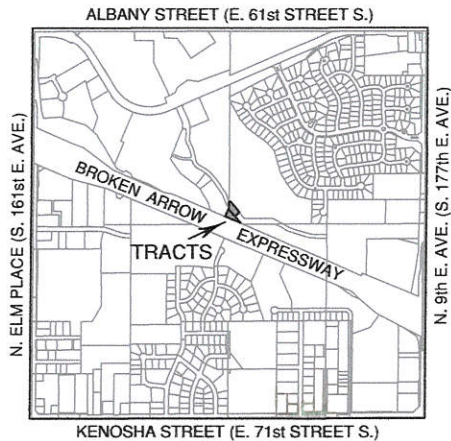 ALBANY STREET (E. 61st STREET S.)
N. ELM PLACE (S. 161st E. AVE.)
N. 9th E. AVE. (S. 177th E. AVE.)
BROKEN ARROW EXPRESSWAY
TRACTS
KENOSHA STREET (E. 71st STREET S.)